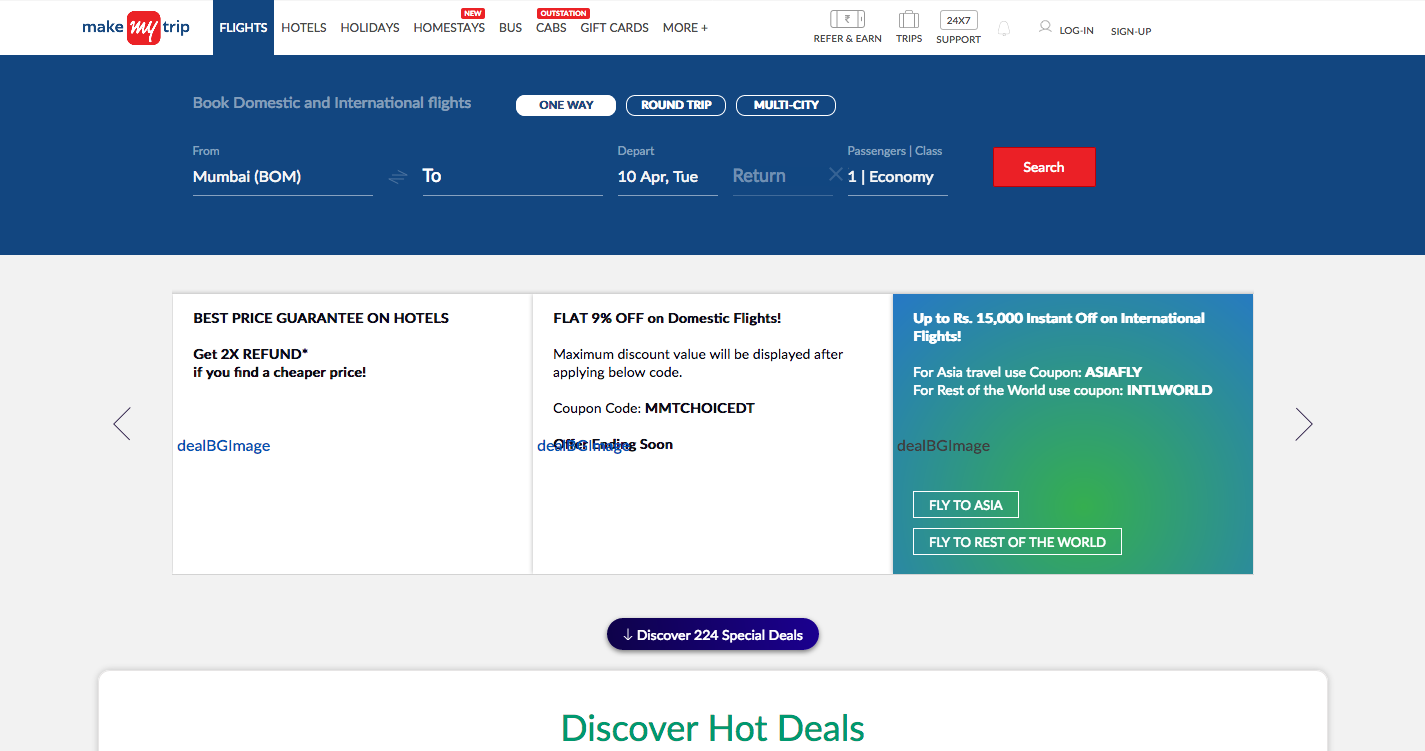 make my trip
FLIGHTS
HOTELS
HOLIDAYS
NEW
HOMESTAYS
BUS
OUTSTATION
CABS
GIFT CARDS
MORE +
₹
REFER & EARN
TRIPS
24X7
SUPPORT
LOG-IN
SIGN-UP
Book Domestic and International flights
ONE WAY
ROUND TRIP
MULTI-CITY
From
Mumbai (BOM)
To
Depart
10 Apr, Tue
Return
Passengers | Class
1 | Economy
Search
BEST PRICE GUARANTEE ON HOTELS
Get 2X REFUND*
if you find a cheaper price!
dealBGImage
FLAT 9% OFF on Domestic Flights!
Maximum discount value will be displayed after
applying below code.
Coupon Code: MMTCHOICEDT
Offer Ending Soon
dealBGImage
Up to Rs. 15,000 Instant Off on International
Flights!
For Asia travel use Coupon: ASIAFLY
For Rest of the World use coupon: INTLWORLD
dealBGImage
FLY TO ASIA
FLY TO REST OF THE WORLD
↓ Discover 224 Special Deals
Discover Hot Deals